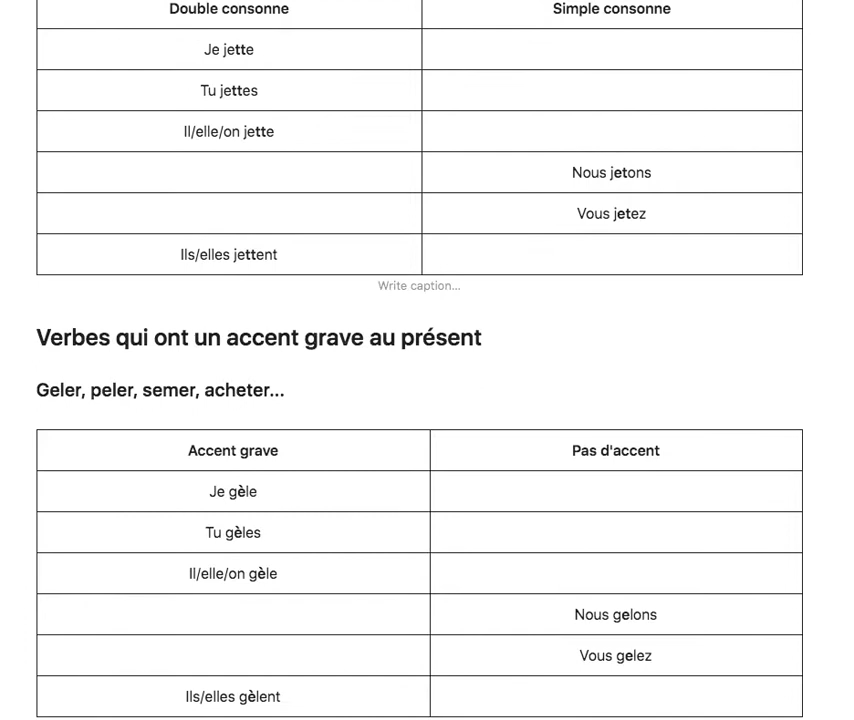 Double consonne Simple consonne
Je jette
Tu jettes
Il/elle/on jette
Nous jetons
Vous jetez
Ils/elles jettent
Write caption...
Verbes qui ont un accent grave au présent
Geler, peler, semer, acheter...
Accent grave Pas d'accent
Je gèle
Tu gèles
Il/elle/on gèle
Nous gelons
Vous gelez
Ils/elles gèlent